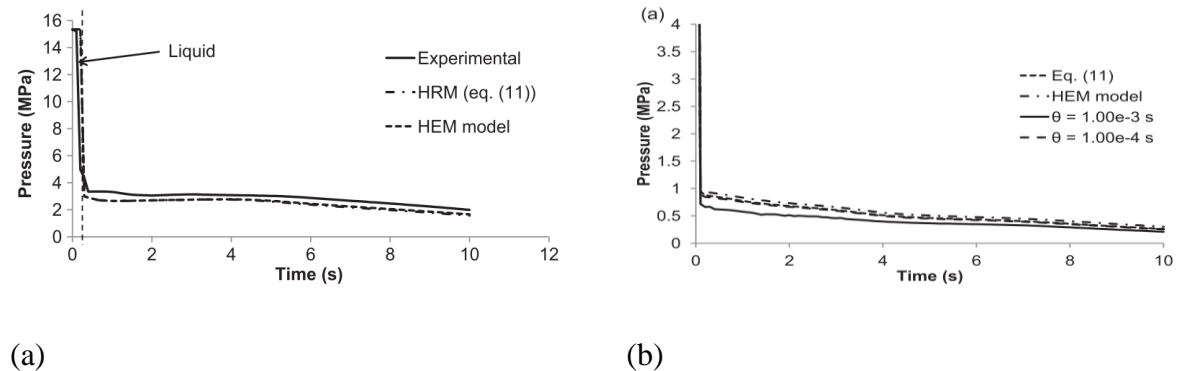 16
14
12
10
8
6
4
2
0
Pressure (MPa)
Liquid
Experimental
HRM (eq. (11))
HEM model
0 2 4 6 8 10 12
Time (s)
(a)
4
3.5
3
2.5
2
1.5
1
0.5
0
Pressure (MPa)
Eq. (11)
HEM model
θ = 1.00e-3 s
θ = 1.00e-4 s
0 2 4 6 8 10
Time (s)
(a)
(b)